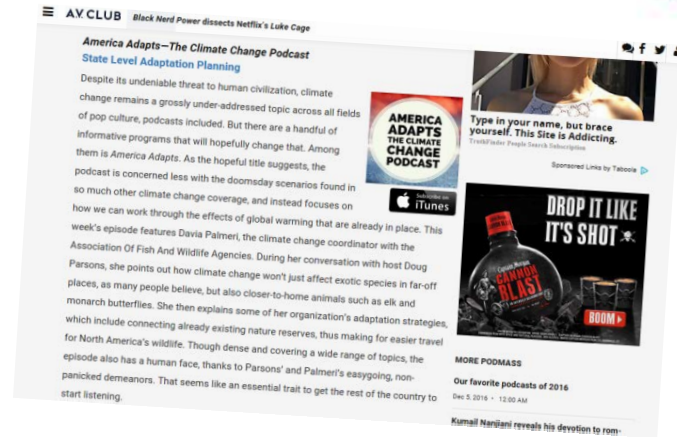 A.V. CLUB
Black Nerd Power dissects Netflix's Luke Cage
America Adapts—The Climate Change Podcast
State Level Adaptation Planning
Despite its undeniable threat to human civilization, climate
change remains a grossly under-addressed topic across all fields
of pop culture, podcasts included. But there are a handful of
informative programs that will hopefully change that. Among
them is America Adapts. As the hopeful title suggests, the
podcast is concerned less with the doomsday scenarios found in
so much other climate change coverage, and instead focuses on
how we can work through the effects of global warming that are already in place. This
week's episode features Davia Palmeri, the climate change coordinator with the
Association Of Fish And Wildlife Agencies. During her conversation with host Doug
Parsons, she points out how climate change won't just affect exotic species in far-off
places, as many people believe, but also closer-to-home animals such as elk and
monarch butterflies. She then explains some of her organization's adaptation strategies,
which include connecting already existing nature reserves, thus making for easier travel
for North America's wildlife. Though dense and covering a wide range of topics, the
episode also has a human face, thanks to Parsons' and Palmeri's easygoing, non-
panicked demeanors. That seems like an essential trait to get the rest of the country to
start listening.
AMERICA
ADAPTS
THE CLIMATE
CHANGE
PODCAST
Subscribe on
iTunes
Type in your name, but brace
yourself. This Site is Addicting.
TruthFinder People Search Subscription
Sponsored Links by Taboola
DROP IT LIKE
IT'S SHOT
Captain Morgan
CANNON
BLAST
BOOM
MORE PODMASS
Our favorite podcasts of 2016
Dec 5, 2016 • 12:00 AM
Kumail Nanjiani reveals his devotion to rom-